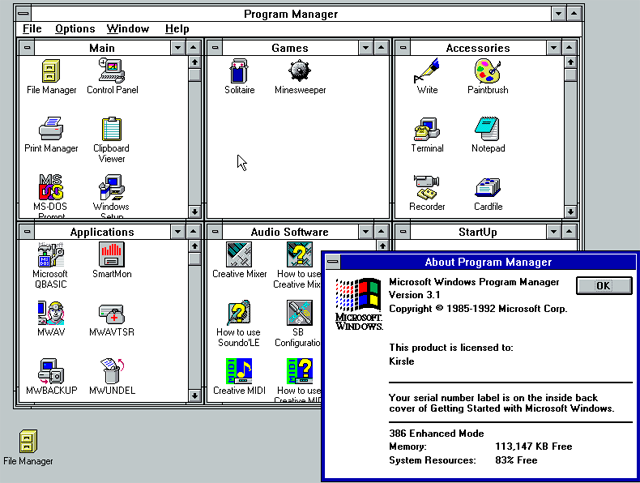 Program Manager
File Options Window Help
Main
File Manager
Control Panel
Print Manager
Clipboard
Viewer
MS
DOS
MS-DOS
Prompt
Windows
Setup
Games
Solitaire
Minesweeper
Accessories
Write
Paintbrush
Terminal
Notepad
Recorder
Cardfile
Applications
Microsoft
QBASIC
SmartMon
MWAV
MWAVTSR
MWBACKUP
MWUNDEL
Audio Software
Creative Mixer
How to use
Creative Mix
How to use
Soundo'LE
SB
Configuratio
Creative MIDI
How to use
Creative MIDI
StartUp
About Program Manager
Microsoft Windows Program Manager
Version 3.1
Copyright © 1985-1992 Microsoft Corp.
OK
MICROSOFT
WINDOWS.
This product is licensed to:
Kirsle
Your serial number label is on the inside back
cover of Getting Started with Microsoft Windows.
386 Enhanced Mode
Memory: 113,147 KB Free
System Resources: 83% Free
File Manager